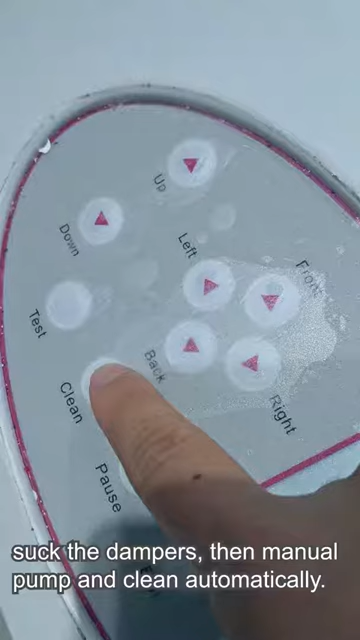 Up
Down
Left
Front
Test
Back
Clean
Right
Pause
suck the dampers, then manual
pump and clean automatically.